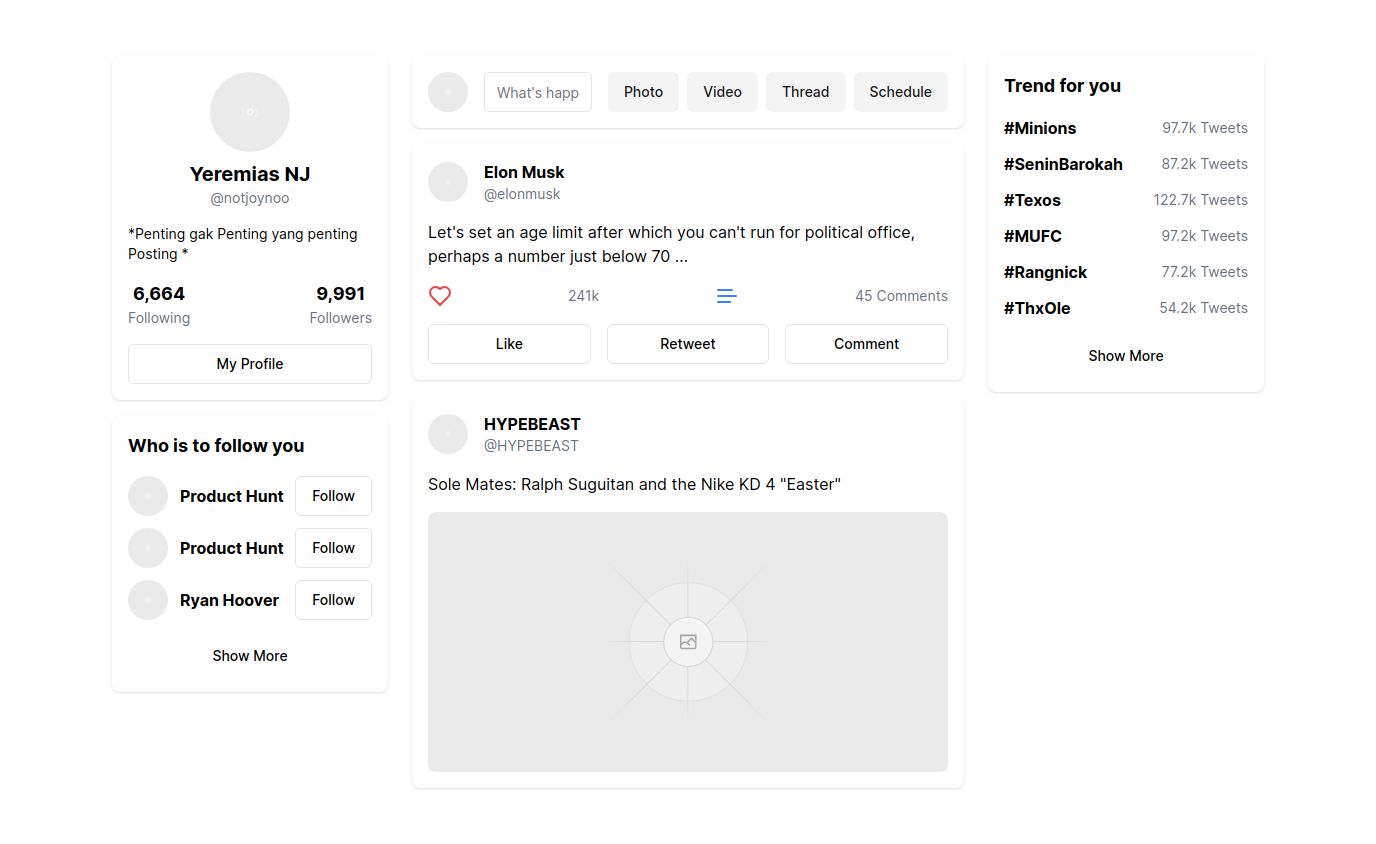 Yeremias NJ
@notjoynoo
*Penting gak Penting yang penting
Posting *
6,664
Following
9,991
Followers
My Profile
Who is to follow you
Product Hunt
Follow
Product Hunt
Follow
Ryan Hoover
Follow
Show More
What's happ
Photo
Video
Thread
Schedule
Elon Musk
@elonmusk
Let's set an age limit after which you can't run for political office,
perhaps a number just below 70 ...
241k
45 Comments
Like
Retweet
Comment
HYPEBEAST
@HYPEBEAST
Sole Mates: Ralph Suguitan and the Nike KD 4 "Easter"
Trend for you
#Minions
97.7k Tweets
#SeninBarokah
87.2k Tweets
#Texos
122.7k Tweets
#MUFC
97.2k Tweets
#Rangnick
77.2k Tweets
#ThxOle
54.2k Tweets
Show More